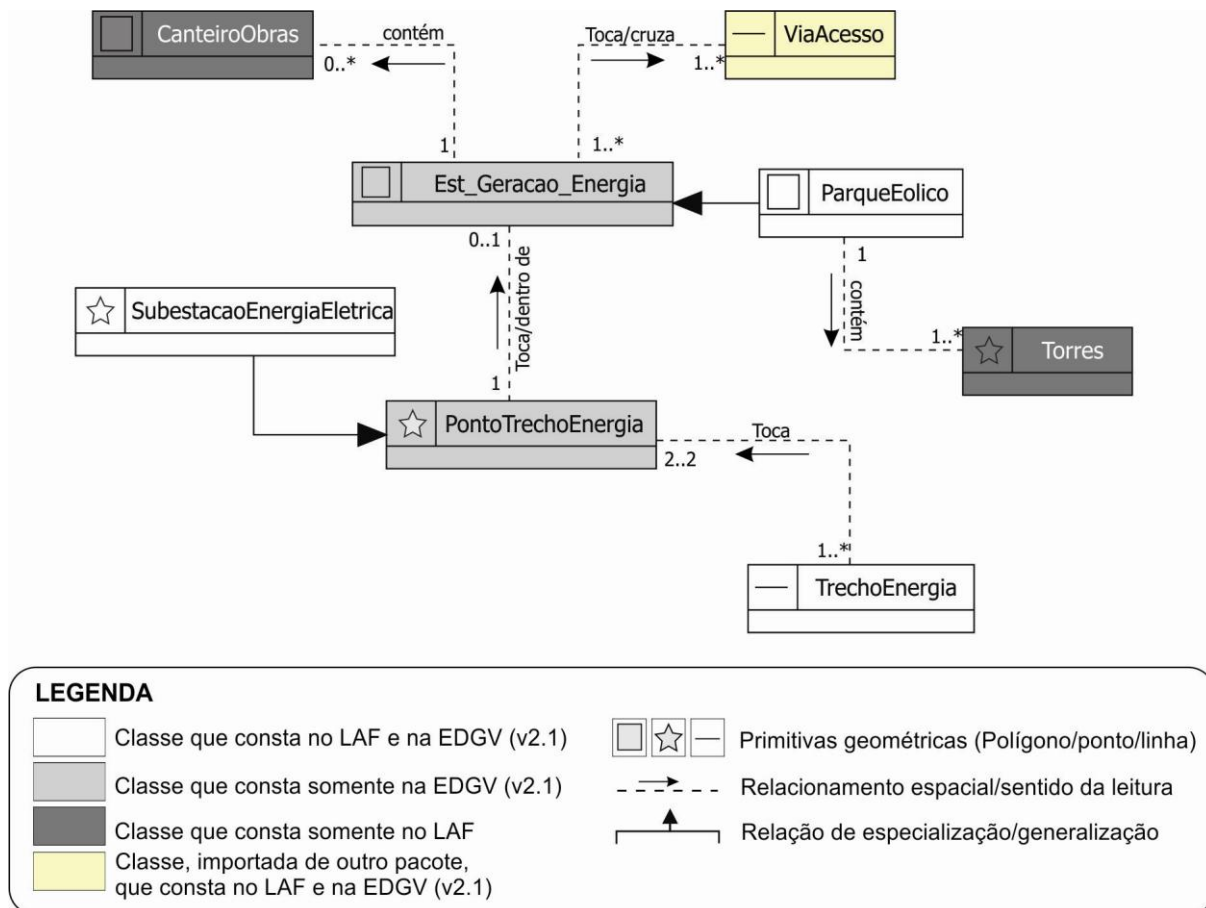 CanteiroObras
contém
0..*
1
Toca/cruza
1..*
1..*
ViaAcesso
Est_Geracao_Energia
ParqueEolico
0..1
Toca/dentro de
1
1
contém
1..*
Torres
SubestacaoEnergiaEletrica
PontoTrechoEnergia
Toca
2..2
1..*
TrechoEnergia
LEGENDA
Classe que consta no LAF e na EDGV (v2.1)
Classe que consta somente na EDGV (v2.1)
Classe que consta somente no LAF
Classe, importada de outro pacote,
que consta no LAF e na EDGV (v2.1)
Primitivas geométricas (Polígono/ponto/linha)
Relacionamento espacial/sentido da leitura
Relação de especialização/generalização